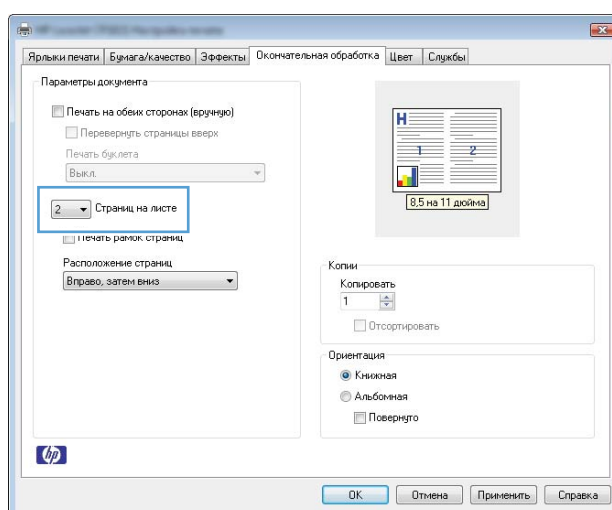 Ярлыки печати Бумага/качество Эффекты Окончательная обработка Цвет Службы
Параметры документа
Печать на обеих сторонах (вручную)
Перевернуть страницы вверх
Печать буклета
Выкл.
2 Страниц на листе
Печать рамок страниц
Расположение страниц
Вправо, затем вниз
H
1 2
8,5 на 11 дюйма
Копии
Копировать
1
Отсортировать
Ориентация
Книжная
Альбомная
Повернуто
hp
OK Отмена Применить Справка